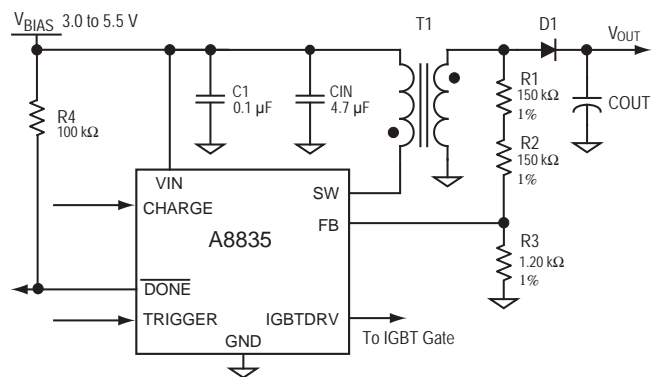 VBIAS 3.0 to 5.5 V
T1
D1
VOUT
R4
100 kΩ
C1
0.1 µF
CIN
4.7 µF
R1
150 kΩ
1%
COUT
R2
150 kΩ
1%
VIN
SW
CHARGE
FB
A8835
R3
1.20 kΩ
1%
DONE
TRIGGER
IGBTDRV
To IGBT Gate
GND